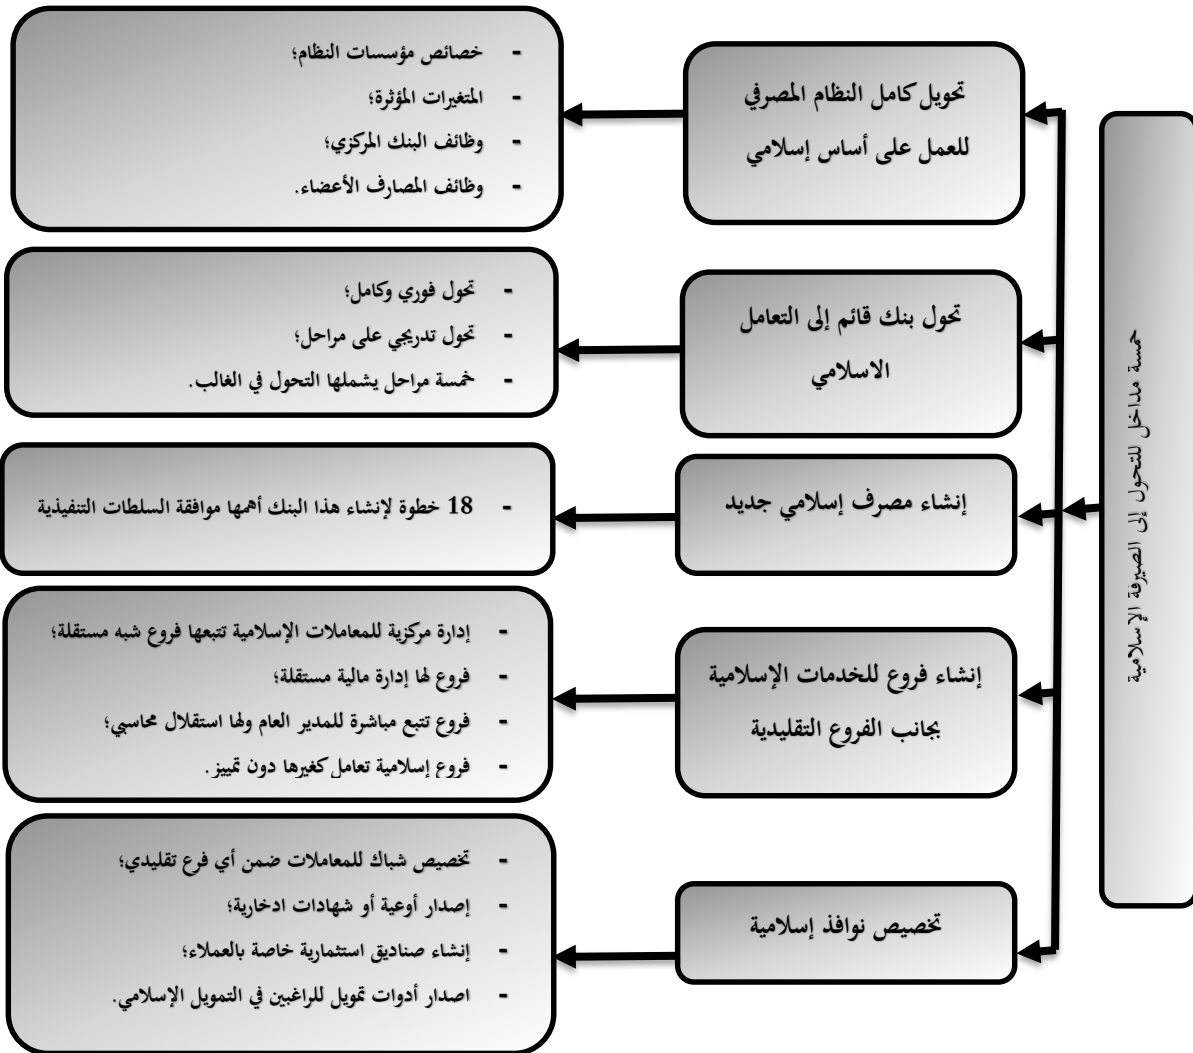 خمسة مداخل للتحول إلى الصيرفة الإسلامية
تحويل كامل النظام المصرفي
للعمل على أساس إسلامي
- خصائص مؤسسات النظام؛
- المتغيرات المؤثرة؛
- وظائف البنك المركزي؛
- وظائف المصارف الأعضاء.
تحول بنك قائم إلى التعامل
الاسلامي
- تحول فوري وكامل؛
- تحول تدريجي على مراحل؛
- خمسة مراحل يشملها التحول في الغالب.
إنشاء مصرف إسلامي جديد
- 18 خطوة لإنشاء هذا البنك أهمها موافقة السلطات التنفيذية
إنشاء فروع للخدمات الإسلامية
بجانب الفروع التقليدية
- إدارة مركزية للمعاملات الإسلامية تتبعها فروع شبه مستقلة؛
- فروع لها إدارة مالية مستقلة؛
- فروع تتبع مباشرة للمدير العام ولها استقلال محاسبي؛
- فروع إسلامية تعامل كغيرها دون تمييز.
تخصيص نوافذ إسلامية
- تخصيص شباك للمعاملات ضمن أي فرع تقليدي؛
- إصدار أوعية أو شهادات ادخارية؛
- إنشاء صناديق استثمارية خاصة بالعملاء؛
- اصدار أدوات تمويل للراغبين في التمويل الإسلامي.